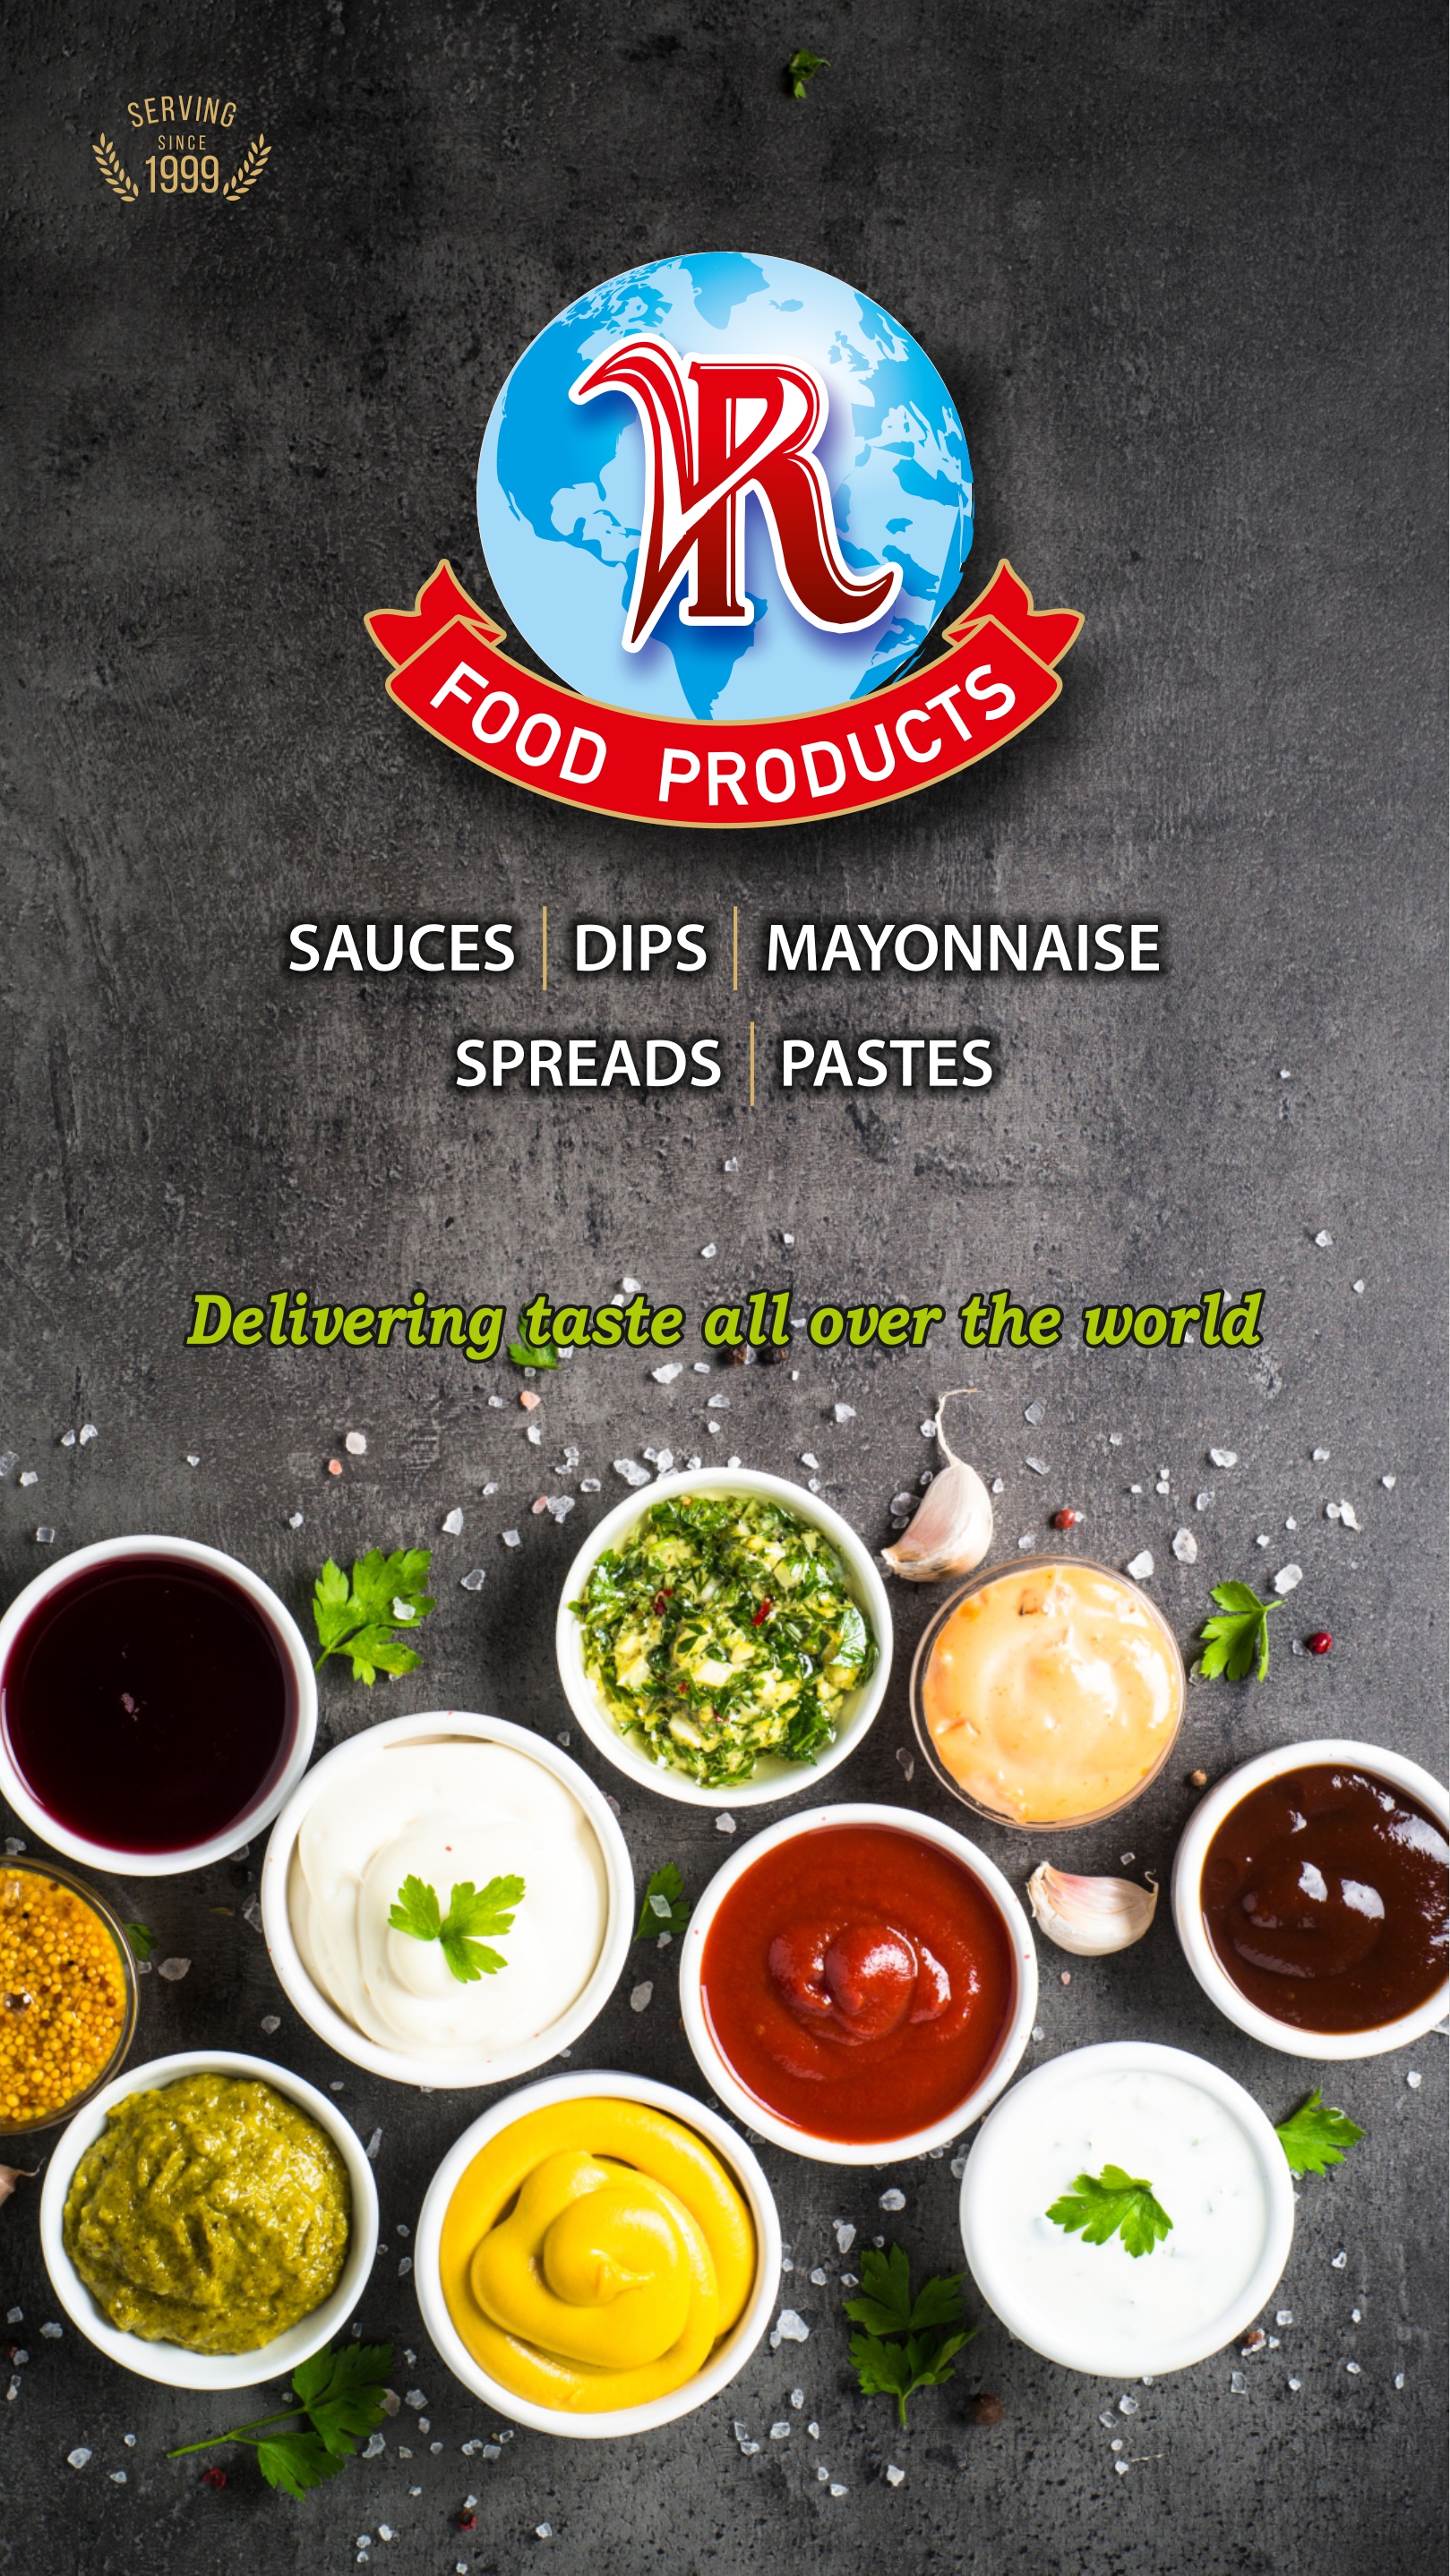 SERVING
SINCE
1999
VR
FOOD PRODUCTS
SAUCES | DIPS | MAYONNAISE
SPREADS | PASTES
Delivering taste all over the world